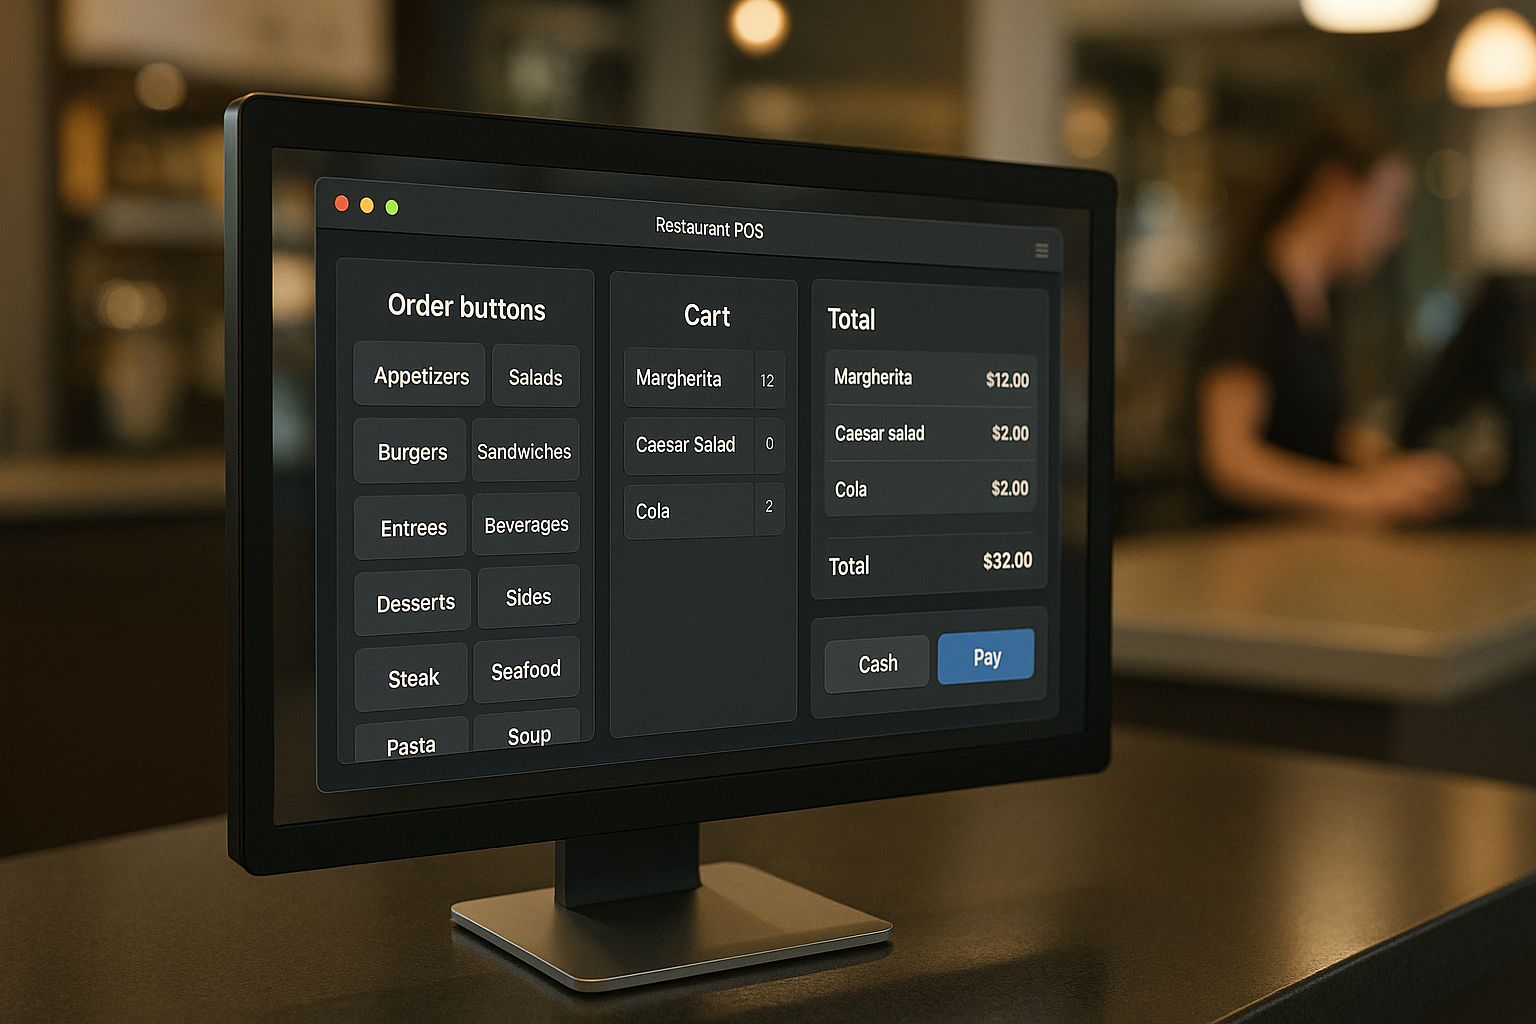 Restaurant POS
Order buttons
Appetizers
Salads
Burgers
Sandwiches
Entrees
Beverages
Desserts
Sides
Steak
Seafood
Pasta
Soup
Cart
Margherita 12
Caesar Salad 0
Cola 2
Total
Margherita $12.00
Caesar salad $2.00
Cola $2.00
Total $32.00
Cash
Pay